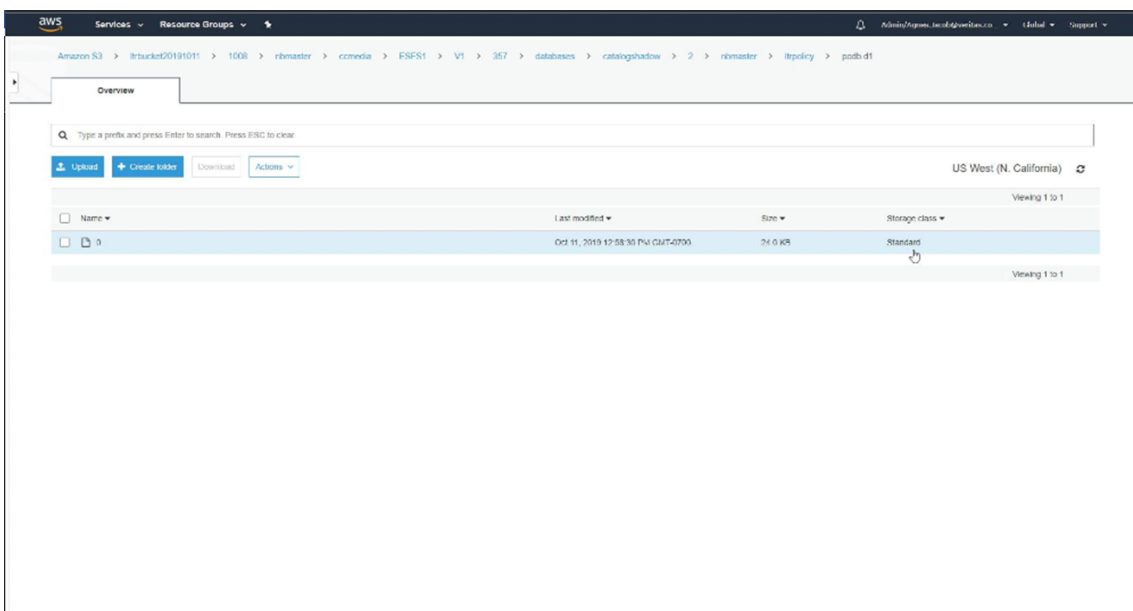 aws Services Resource Groups Admin/Agnes.Jacob@veritas.co... Global Support
Amazon S3 > ltrbucket20191011 > 1008 > nbmaster > ccmedia > ESFS1 > V1 > 357 > databases > catalogshadow > 2 > nbmaster > ltrpolicy >
Overview
Type a prefix and press Enter to search. Press ESC to clear.
Upload Create folder Download Actions US West (N. California)
Viewing 1 to 1
Name Last modified Size Storage class
0 Oct 11, 2019 12:58:30 PM GMT-0700 24.0 KB Standard
Viewing 1 to 1